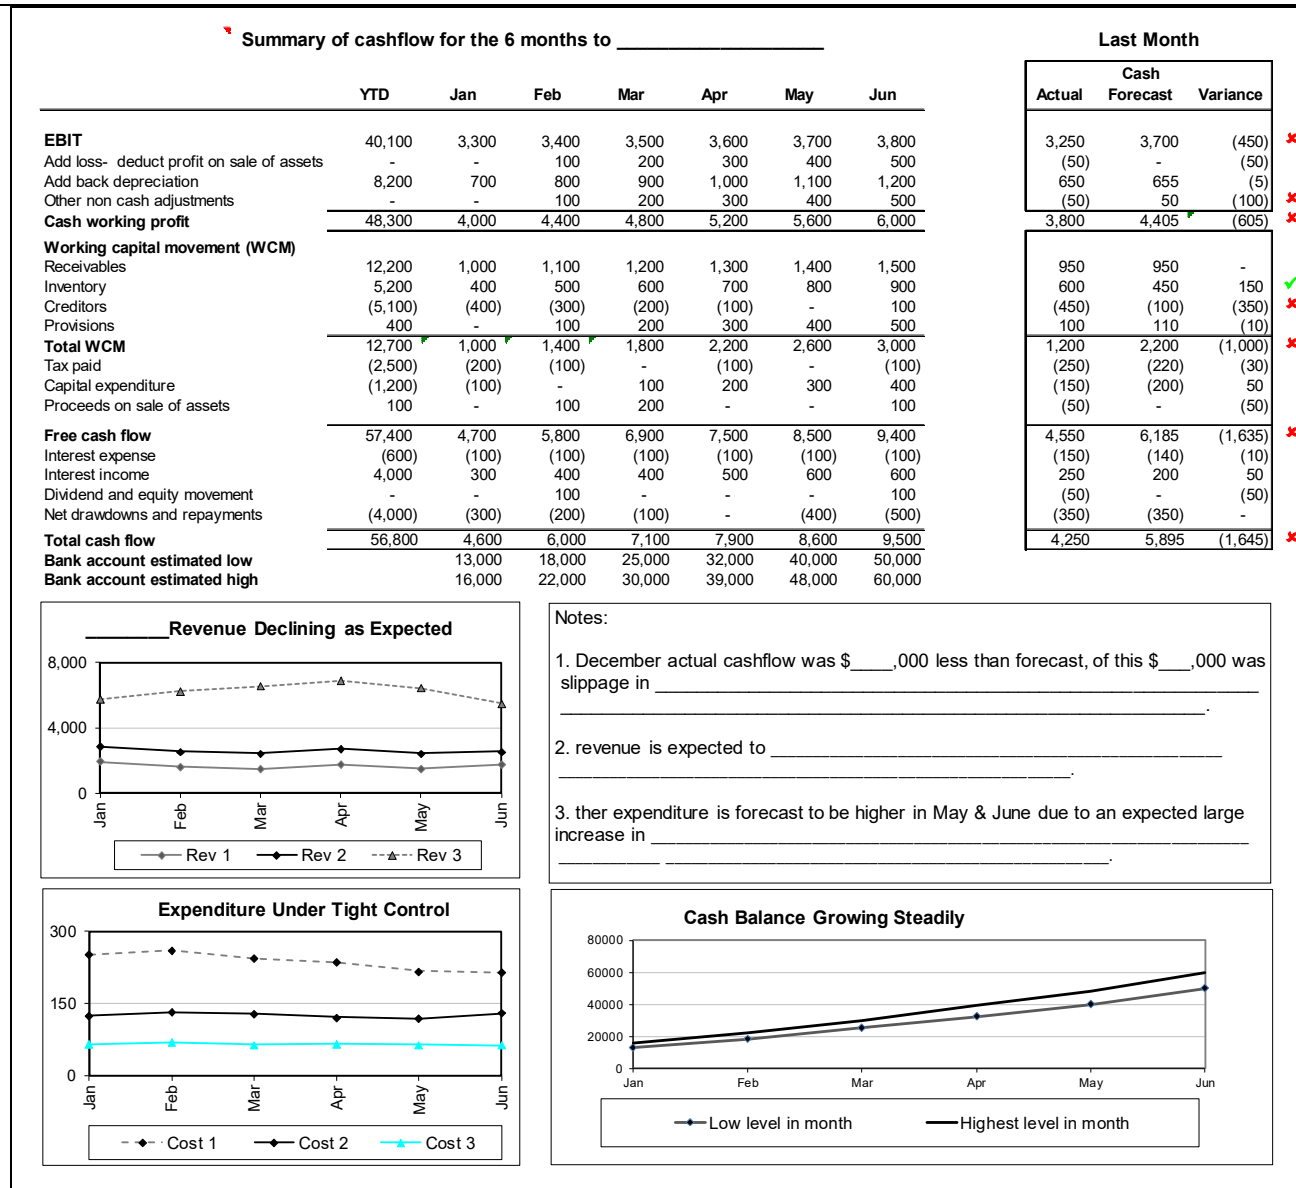 Summary of cashflow for the 6 months to ____________________ Last Month
Cash
YTD Jan Feb Mar Apr May Jun Actual Forecast Variance
EBIT 40,100 3,300 3,400 3,500 3,600 3,700 3,800 3,250 3,700 (450)
Add loss- deduct profit on sale of assets - - 100 200 300 400 500 (50) - (50)
Add back depreciation 8,200 700 800 900 1,000 1,100 1,200 650 655 (5)
Other non cash adjustments - - 100 200 300 400 500 (50) 50 (100)
Cash working profit 48,300 4,000 4,400 4,800 5,200 5,600 6,000 3,800 4,405 (605)
Working capital movement (WCM)
Receivables 12,200 1,000 1,100 1,200 1,300 1,400 1,500 950 950 -
Inventory 5,200 400 500 600 700 800 900 600 450 150
Creditors (5,100) (400) (300) (200) (100) - 100 (450) (100) (350)
Provisions 400 - 100 200 300 400 500 100 110 (10)
Total WCM 12,700 1,000 1,400 1,800 2,200 2,600 3,000 1,200 2,200 (1,000)
Tax paid (2,500) (200) (100) - (100) - (100) (250) (220) (30)
Capital expenditure (1,200) (100) - 100 200 300 400 (150) (200) 50
Proceeds on sale of assets 100 - 100 200 - - 100 (50) - (50)
Free cash flow 57,400 4,700 5,800 6,900 7,500 8,500 9,400 4,550 6,185 (1,635)
Interest expense (600) (100) (100) (100) (100) (100) (100) (150) (140) (10)
Interest income 4,000 300 400 400 500 600 600 250 200 50
Dividend and equity movement - - 100 - - - 100 (50) - (50)
Net drawdowns and repayments (4,000) (300) (200) (100) - (400) (500) (350) (350) -
Total cash flow 56,800 4,600 6,000 7,100 7,900 8,600 9,500 4,250 5,895 (1,645)
Bank account estimated low 13,000 18,000 25,000 32,000 40,000 50,000
Bank account estimated high 16,000 22,000 30,000 39,000 48,000 60,000
________Revenue Declining as Expected
8,000
4,000
0
Jan Feb Mar Apr May Jun
Rev 1 Rev 2 Rev 3
Notes:
1. December actual cashflow was $____,000 less than forecast, of this $___,000 was
slippage in ____________________
____________________.
2. revenue is expected to ____________________
____________________.
3. ther expenditure is forecast to be higher in May & June due to an expected large
increase in ____________________
__________ ____________________.
Expenditure Under Tight Control
300
150
0
Jan Feb Mar Apr May Jun
Cost 1 Cost 2 Cost 3
Cash Balance Growing Steadily
80000
60000
40000
20000
0
Jan Feb Mar Apr May Jun
Low level in month Highest level in month